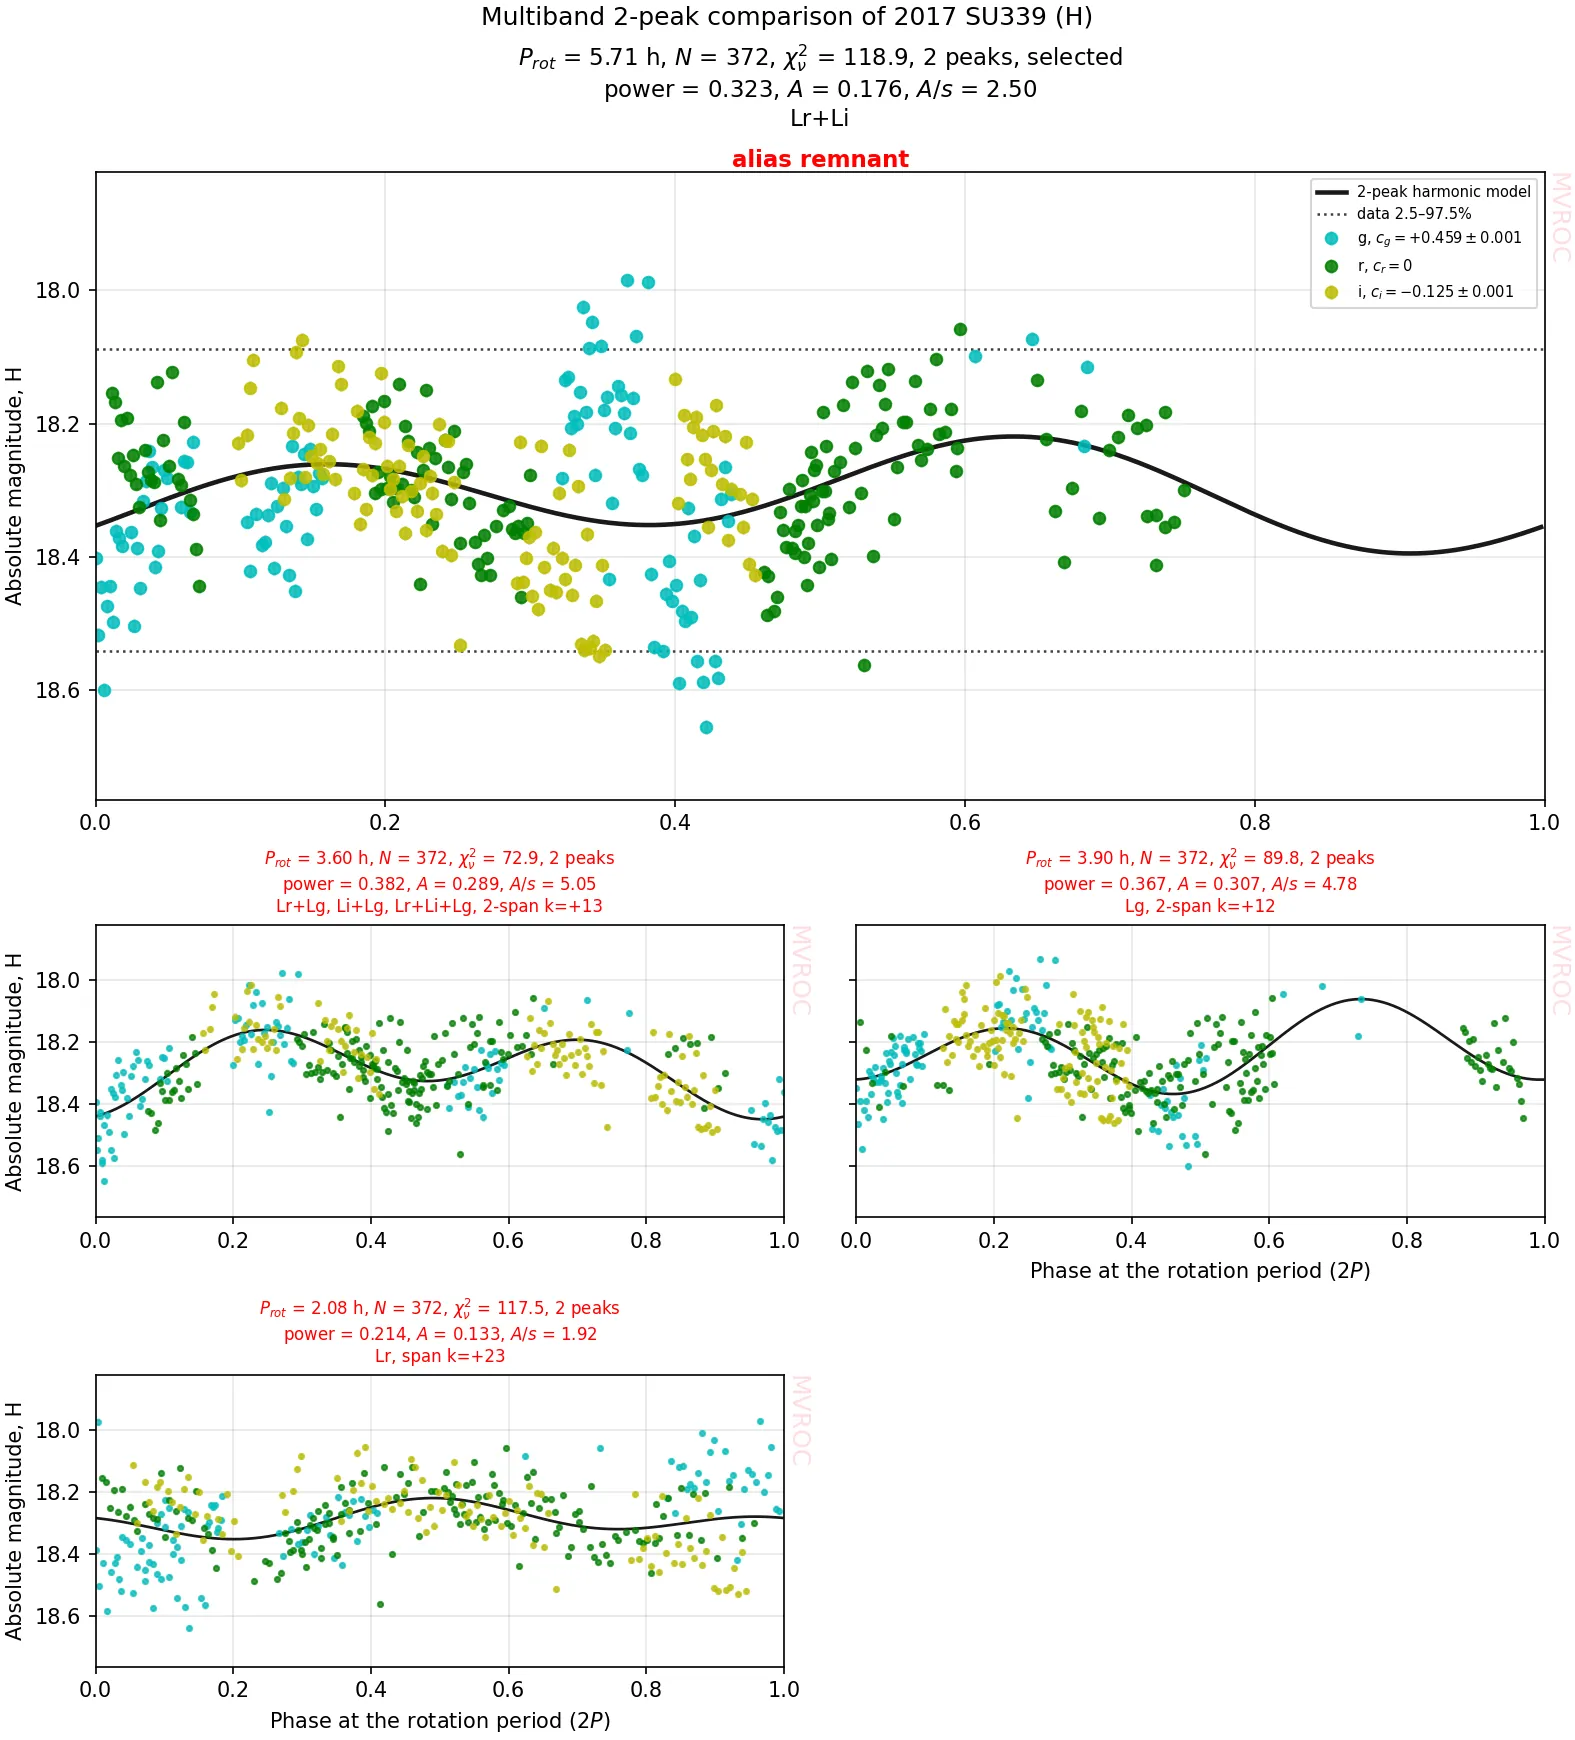 Multiband 2-peak comparison of 2017 SU339 (H)
P_rot = 5.71 h, N = 372, χ²_ν = 118.9, 2 peaks, selected
power = 0.323, A = 0.176, A/s = 2.50
Lr+Li
alias remnant
2-peak harmonic model
data 2.5–97.5%
g, c_g = +0.459 ± 0.001
r, c_r = 0
i, c_i = −0.125 ± 0.001
MVROC
Absolute magnitude, H
18.0
18.2
18.4
18.6
0.0 0.2 0.4 0.6 0.8 1.0
P_rot = 3.60 h, N = 372, χ²_ν = 72.9, 2 peaks
power = 0.382, A = 0.289, A/s = 5.05
Lr+Lg, Li+Lg, Lr+Li+Lg, 2-span k=+13
MVROC
Absolute magnitude, H
18.0
18.2
18.4
18.6
0.0 0.2 0.4 0.6 0.8 1.0
P_rot = 3.90 h, N = 372, χ²_ν = 89.8, 2 peaks
power = 0.367, A = 0.307, A/s = 4.78
Lg, 2-span k=+12
MVROC
0.0 0.2 0.4 0.6 0.8 1.0
Phase at the rotation period (2P)
P_rot = 2.08 h, N = 372, χ²_ν = 117.5, 2 peaks
power = 0.214, A = 0.133, A/s = 1.92
Lr, span k=+23
MVROC
Absolute magnitude, H
18.0
18.2
18.4
18.6
0.0 0.2 0.4 0.6 0.8 1.0
Phase at the rotation period (2P)